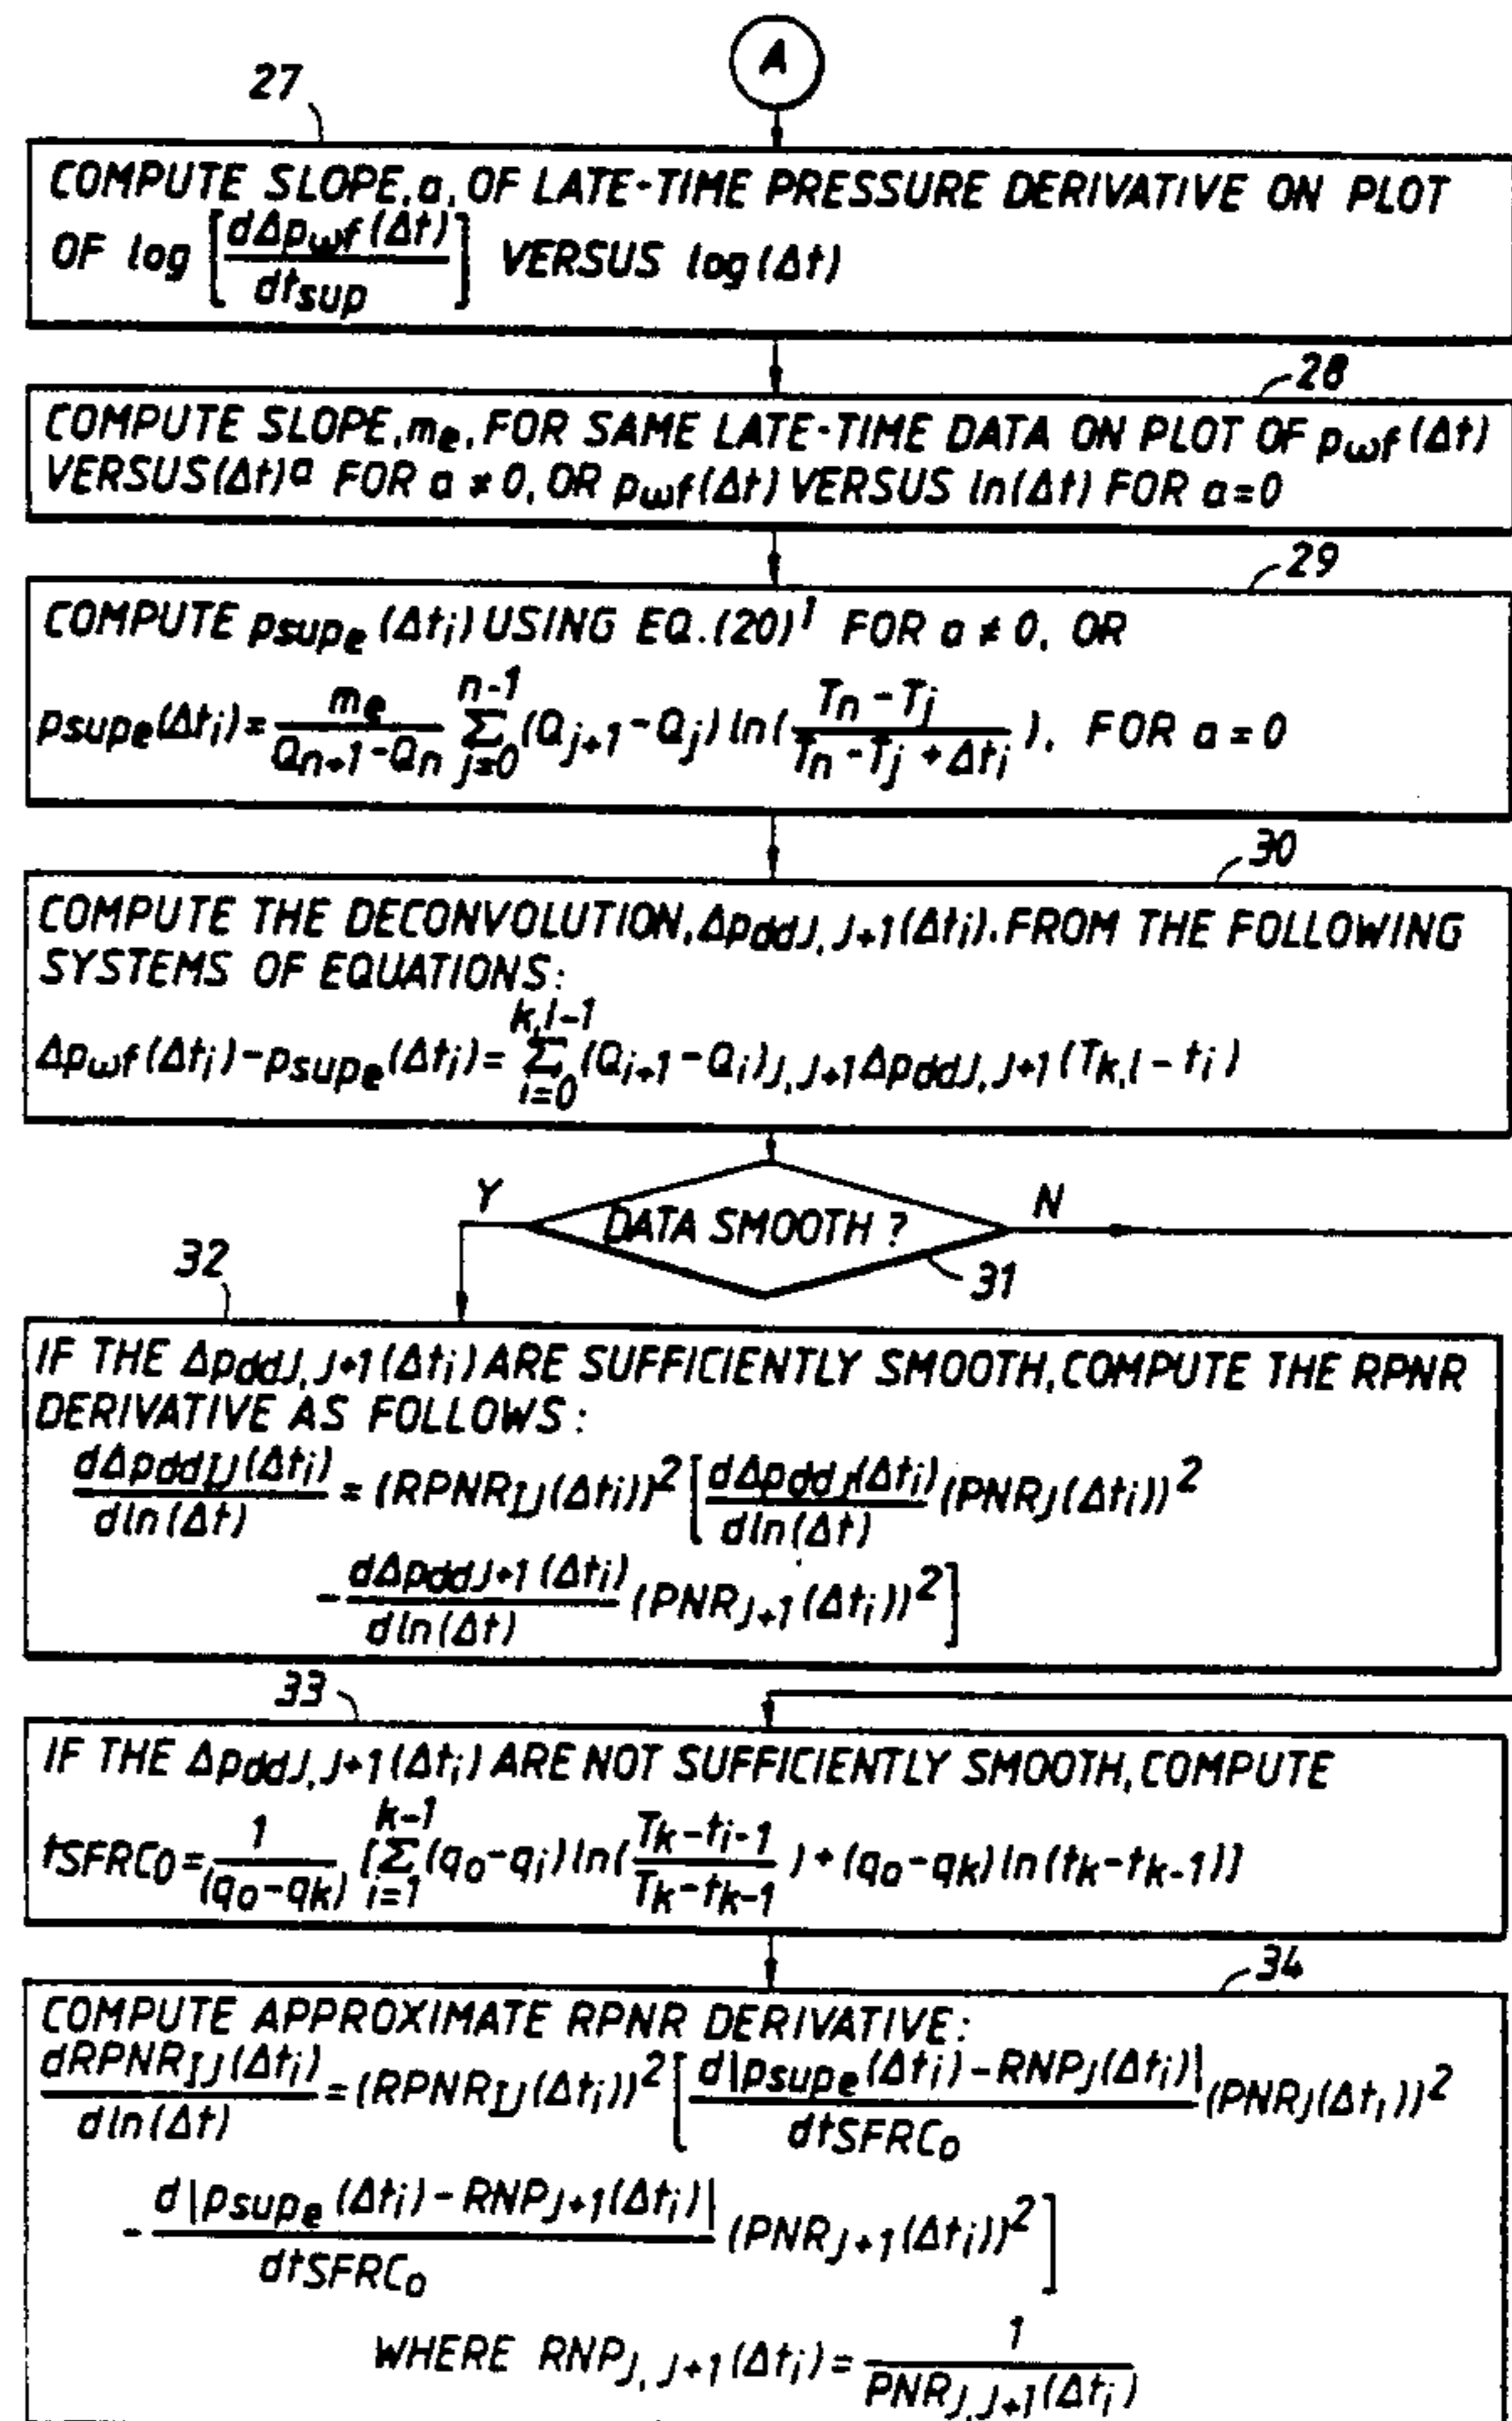 A
27
COMPUTE SLOPE, a, OF LATE-TIME PRESSURE DERIVATIVE ON PLOT
OF log [dΔpwf(Δt) / dtsup] VERSUS log(Δt)
28
COMPUTE SLOPE, me, FOR SAME LATE-TIME DATA ON PLOT OF pwf(Δt)
VERSUS (Δt)^a FOR a ≠ 0, OR pwf(Δt) VERSUS ln(Δt) FOR a=0
29
COMPUTE psupe(Δti) USING EQ.(20)^1 FOR a ≠ 0, OR
psupe(Δti) = me / (Qn+1 - Qn) Σ_{j=0}^{n-1} (Qj+1 - Qj) ln( (Tn - Tj) / (Tn - Tj + Δti) ), FOR a = 0
30
COMPUTE THE DECONVOLUTION, ΔpddJ, J+1(Δti), FROM THE FOLLOWING
SYSTEMS OF EQUATIONS:
Δpwf(Δti) - psupe(Δti) = Σ_{i=0}^{k,l-1} (Qi+1 - Qi)J, J+1 ΔpddJ, J+1 (Tk,l - ti)
Y
DATA SMOOTH ?
N
31
32
IF THE ΔpddJ, J+1(Δti) ARE SUFFICIENTLY SMOOTH, COMPUTE THE RPNR
DERIVATIVE AS FOLLOWS:
dΔpddIJ(Δti) / dln(Δt) = (RPNRIJ(Δti))^2 [ dΔpddJ(Δti) / dln(Δt) (PNRJ(Δti))^2
- dΔpddJ+1(Δti) / dln(Δt) (PNRJ+1(Δti))^2 ]
33
IF THE ΔpddJ, J+1(Δti) ARE NOT SUFFICIENTLY SMOOTH, COMPUTE
tSFRCo = 1 / (qo - qk) [ Σ_{i=1}^{k-1} (qo - qi) ln( (Tk - ti-1) / (Tk - tk-1) ) + (qo - qk) ln(tk - tk-1) ]
34
COMPUTE APPROXIMATE RPNR DERIVATIVE:
dRPNRIJ(Δti) / dln(Δt) = (RPNRIJ(Δti))^2 [ d|psupe(Δti) - RNPJ(Δti)| / dtSFRCo (PNRJ(Δti))^2
- d|psupe(Δti) - RNPJ+1(Δti)| / dtSFRCo (PNRJ+1(Δti))^2 ]
WHERE RNPJ, J+1(Δti) = 1 / PNRJ, J+1(Δti)